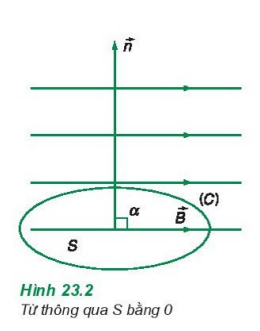 n⃗
(C)
α
B⃗
S
Hình 23.2
Từ thông qua S bằng 0